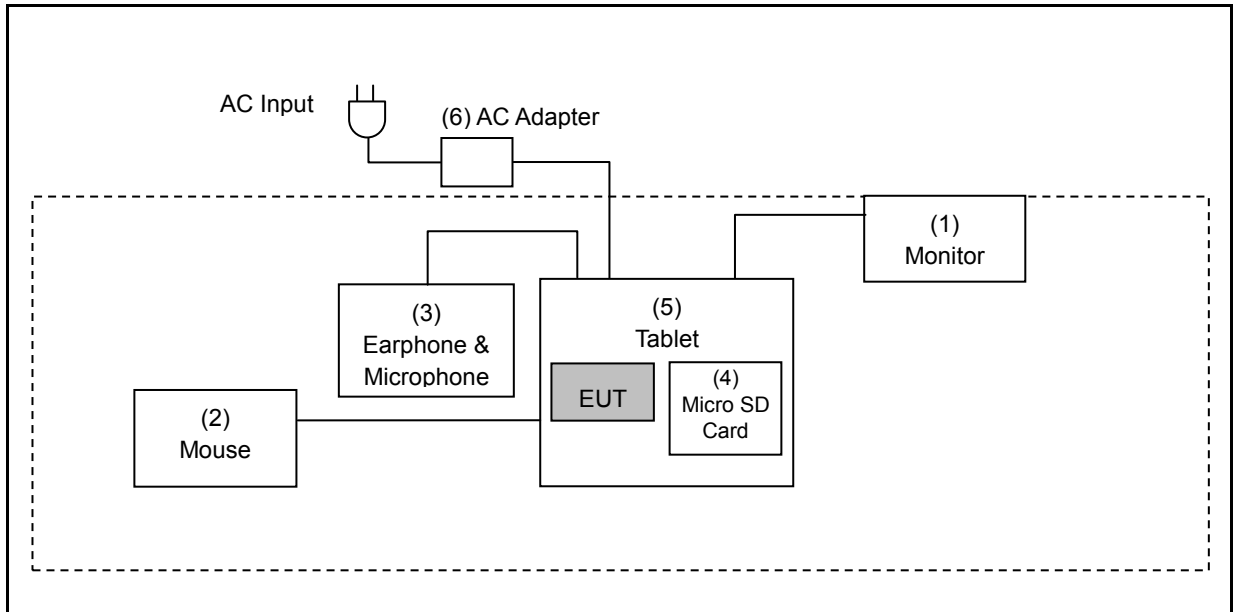 AC Input
(6) AC Adapter
(1)
Monitor
(3)
Earphone &
Microphone
(5)
Tablet
EUT
(4)
Micro SD
Card
(2)
Mouse